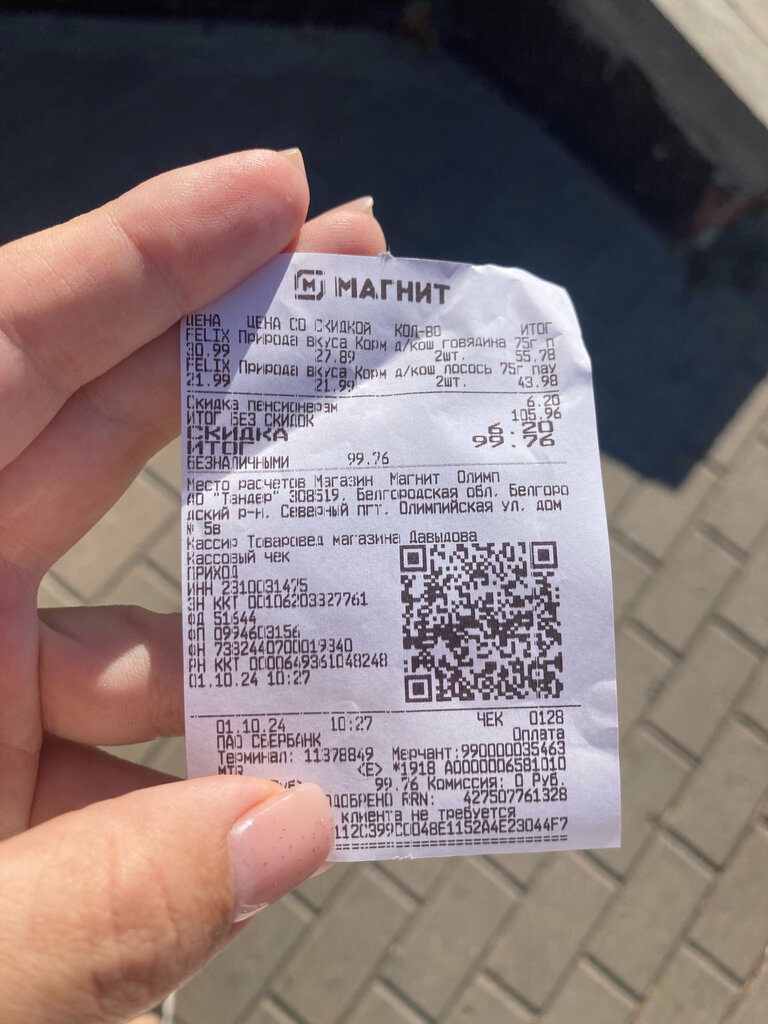 МАГНИТ
ЦЕНА ЦЕНА СО СКИДКОЙ КОЛ-ВО ИТОГ
FELIX Природа вкуса Корм д/кош говядина 75г п
30.99 27.89 2шт. 55.78
FELIX Природа вкуса Корм д/кош лосось 75г пау
21.99 21.99 2шт. 43.98
Скидка пенсионерам 6.20
ИТОГ БЕЗ СКИДОК 105.96
СКИДКА 6.20
ИТОГ 99.76
БЕЗНАЛИЧНЫМИ 99.76
Место расчетов Магазин Магнит Олимп
АО "Тандер" 308519, Белгородская обл, Белгоро
дский р-н, Северный пгт, Олимпийская ул, дом
№ 5в
Кассир Товаровед магазина Давыдова
Кассовый чек
ПРИХОД
ИНН 2310031475
ЗН ККТ 00106203327761
ФД 51644
ФП 0994603156
ФН 7382440700019340
РН ККТ 0000649361048248
01.10.24 10:27
01.10.24 10:27 ЧЕК 0128
ПАО СБЕРБАНК Оплата
Терминал: 11378849 Мерчант:990000035463
MIR <E> *1918 A0000006581010
99.76 Комиссия: 0 Руб.
ОДОБРЕНО RRN: 427507761328
клиента не требуется
112C399CC048E1152A4E23044F7